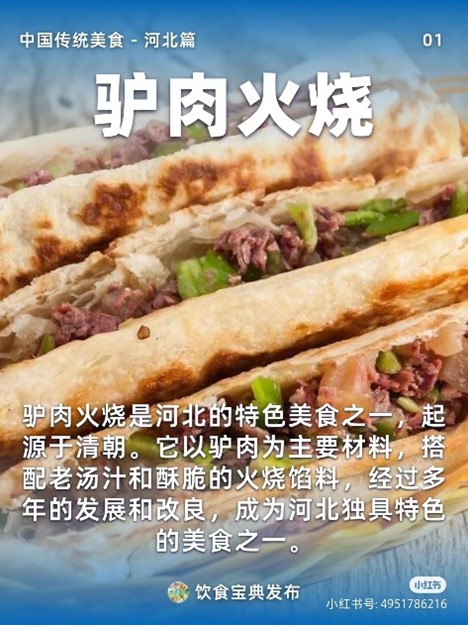 中国传统美食 - 河北篇
01
驴肉火烧
驴肉火烧是河北的特色美食之一，起
源于清朝。它以驴肉为主要材料，搭
配老汤汁和酥脆的火烧馅料，经过多
年的发展和改良，成为河北独具特色
的美食之一。
饮食宝典发布
小红书
小红书号: 4951786216